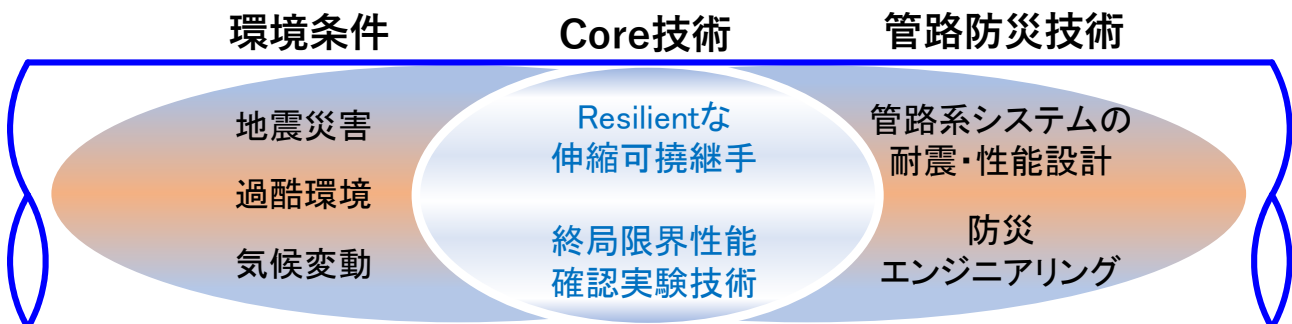 環境条件
Core技術
管路防災技術
地震災害
過酷環境
気候変動
Resilientな
伸縮可撓継手
終局限界性能
確認実験技術
管路系システムの
耐震・性能設計
防災
エンジニアリング